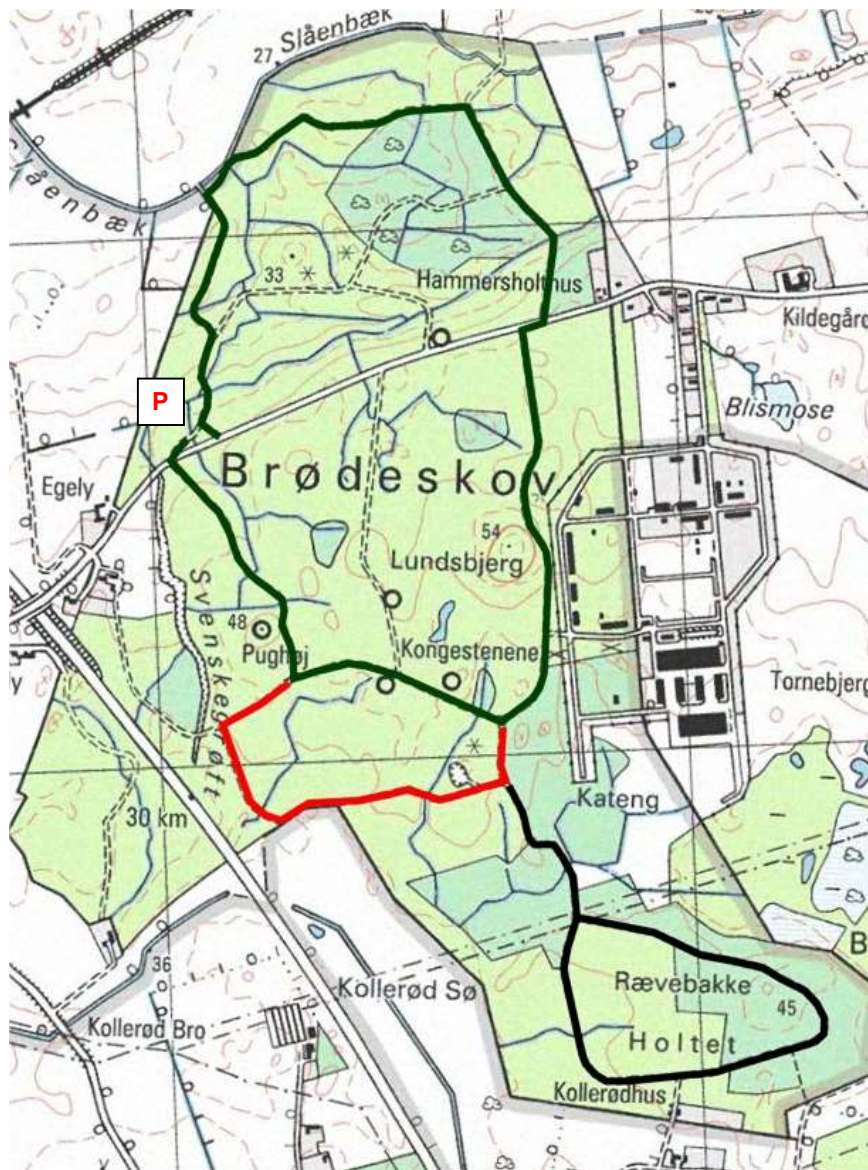 Slåenbæk
27
Slåenbæk
33
Hammersholthus
Kildegård
P
Blismose
Egely
Brødeskov
54
Lundsbjerg
Svenskegrøft
48
Pughøj
Kongestenene
Tornebjerg
y
30 km
Kateng
B
36
Kollerød Sø
Rævebakke
45
Kollerød Bro
Holtet
Kollerødhus